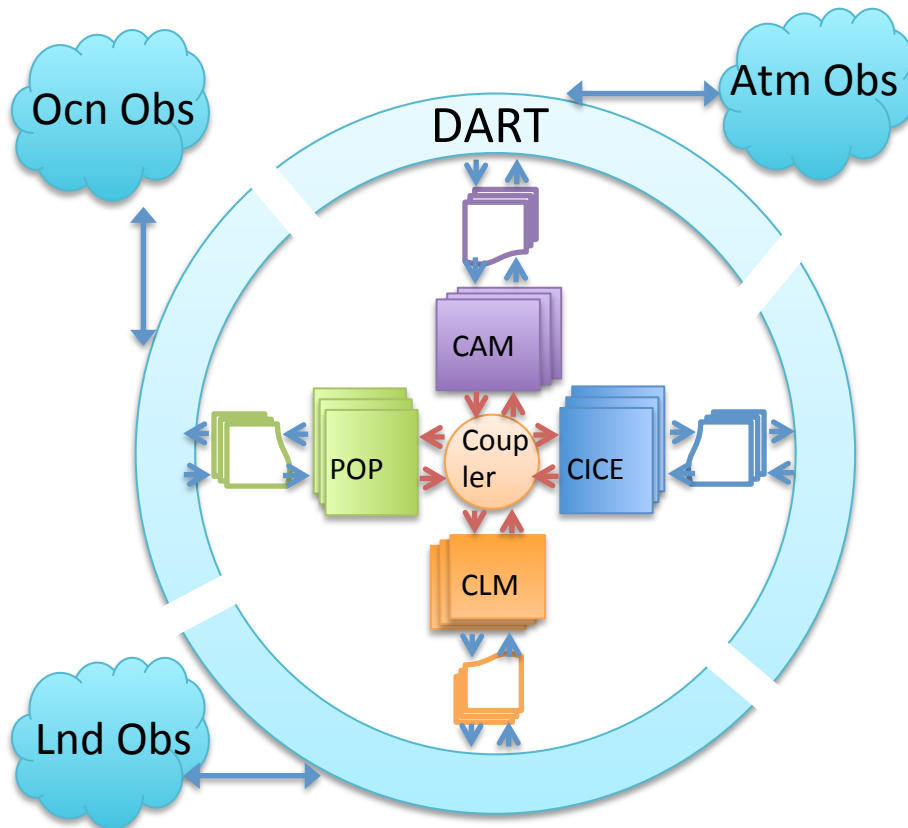 Ocn Obs
Atm Obs
DART
CAM
POP
Coup
ler
CICE
CLM
Lnd Obs